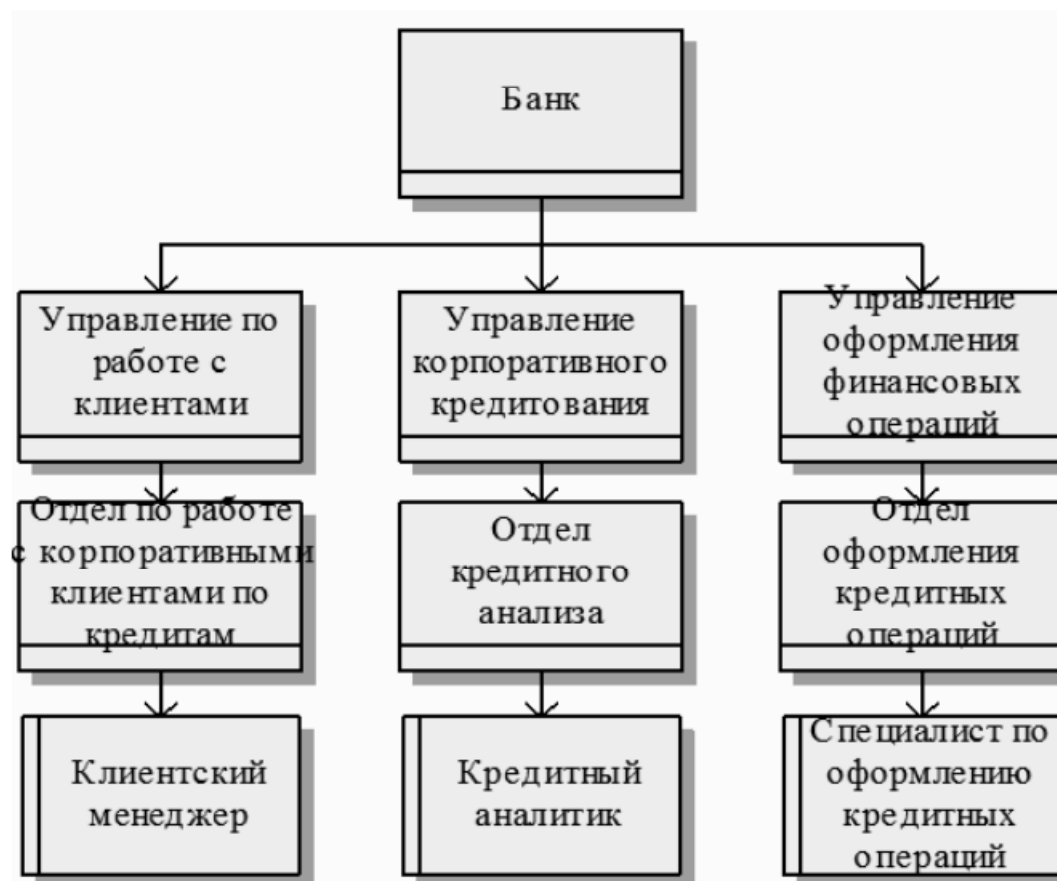 Банк
Управление по
работе с
клиентами
Управление
корпоративного
кредитования
Управление
оформления
финансовых
операций
Отдел по работе
с корпоративными
клиентами по
кредитам
Отдел
кредитного
анализа
Отдел
оформления
кредитных
операций
Клиентский
менеджер
Кредитный
аналитик
Специалист по
оформлению
кредитных
операций